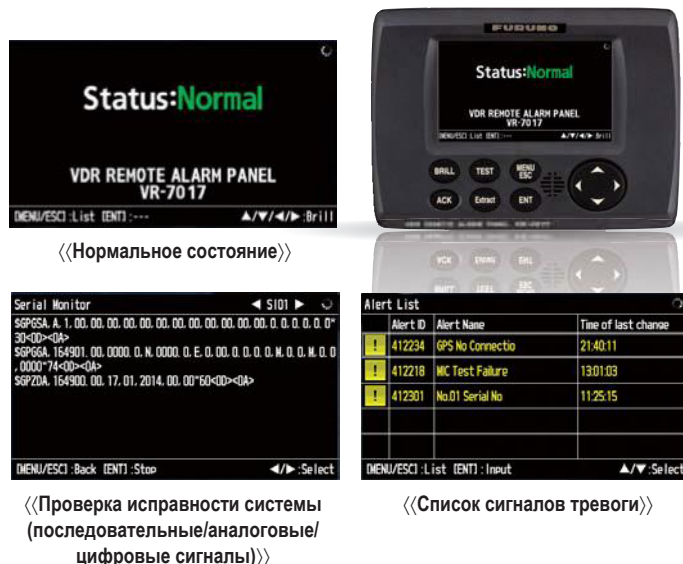 Status:Normal
VDR REMOTE ALARM PANEL
VR-7017
[MENU/ESC] :List [ENT] :--- ▲/▼/◀/▶ :Brill
〈〈Нормальное состояние〉〉
FURUNO
Status:Normal
VDR REMOTE ALARM PANEL
VR-7017
[MENU/ESC] List [ENT] :--- ▲/▼/◀/▶ Brill
BRILL TEST MENU ESC
ACK Extract ENT
Serial Monitor ◀ SI01 ▶
$GPGSA, A, 1, 00, 00, 00, 00, 00, 00, 00, 00, 00, 00, 00, 00, 0. 0, 0. 0, 0. 0*
30<0D><0A>
$GPGGA, 164901. 00, 0000. 0, N, 0000. 0, E, 0, 00, 0. 0, 0. 0, M, 0. 0, M, 0. 0
, 0000*74<0D><0A>
$GPZDA, 164900. 00, 17, 01, 2014, 00, 00*60<0D><0A>
[MENU/ESC] :Back [ENT] :Stop ◀/▶ :Select
〈〈Проверка исправности системы
(последовательные/аналоговые/
цифровые сигналы)〉〉
Alert List
Alert ID Alert Name Time of last change
! 412234 GPS No Connectio 21:40:11
! 412218 MIC Test Failure 13:01:03
! 412301 No.01 Serial No 11:25:15
[MENU/ESC] :List [ENT] : Input ▲/▼ :Select
〈〈Список сигналов тревоги〉〉